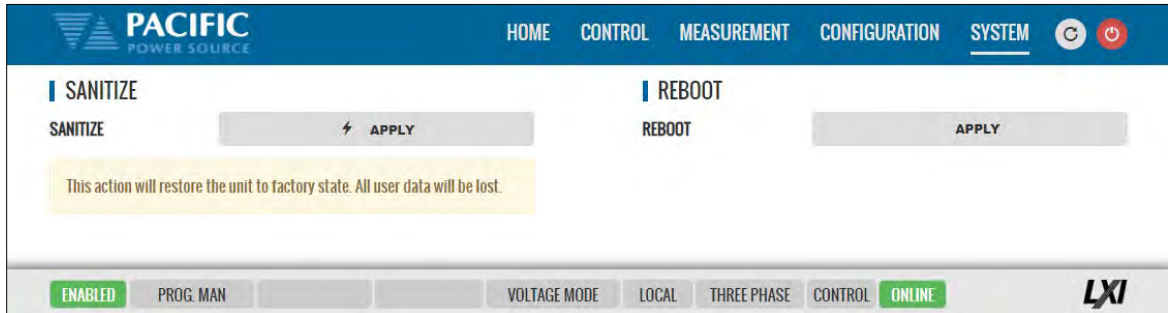 PACIFIC
POWER SOURCE
HOME CONTROL MEASUREMENT CONFIGURATION SYSTEM
SANITIZE
SANITIZE APPLY
This action will restore the unit to factory state. All user data will be lost.
REBOOT
REBOOT APPLY
ENABLED PROG. MAN VOLTAGE MODE LOCAL THREE PHASE CONTROL ONLINE LXI